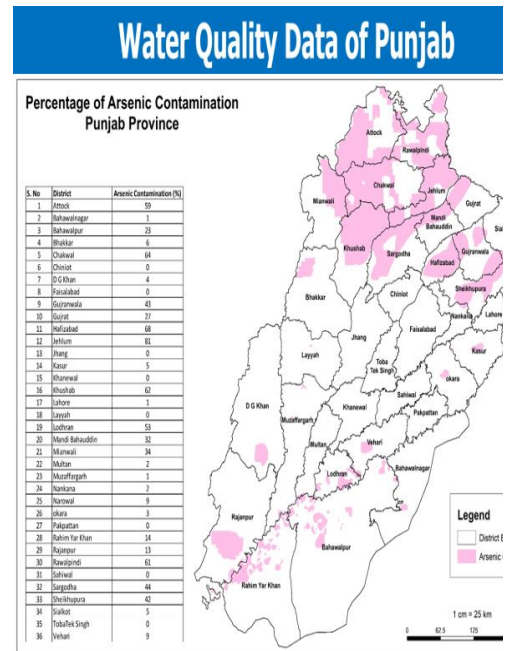 Water Quality Data of Punjab
Percentage of Arsenic Contamination
Punjab Province
S. No District Arsenic Contamination (%)
1 Attock 59
2 Bahawalnagar 1
3 Bahawalpur 23
4 Bhakkar 6
5 Chakwal 64
6 Chiniot 0
7 D G Khan 4
8 Faisalabad 0
9 Gujranwala 43
10 Gujrat 27
11 Hafizabad 68
12 Jehlum 81
13 Jhang 0
14 Kasur 5
15 Khanewal 0
16 Khushab 62
17 Lahore 1
18 Layyah 0
19 Lodhran 53
20 Mandi Bahauddin 32
21 Mianwali 34
22 Multan 2
23 Muzaffargarh 1
24 Nankana 2
25 Narowal 9
26 okara 3
27 Pakpattan 0
28 Rahim Yar Khan 14
29 Rajanpur 13
30 Rawalpindi 61
31 Sahiwal 0
32 Sargodha 44
33 Sheikhupura 42
34 Sialkot 5
35 TobaTek Singh 0
36 Vehari 9
Attock
Rawalpindi
Chakwal
Jehlum
Mianwali
Gujrat
Mandi
Bahauddin
Sial
Khushab
Sargodha
Gujranwala
Hafizabad
Sheikhupura
Bhakkar
Chiniot
Nankana
Lahore
Faisalabad
Jhang
Kasur
Layyah
Toba
Tek Singh
okara
Sahiwal
D G Khan
Khanewal
Pakpattan
Muzaffargarh
Multan
Vehari
Lodhran
Bahawalnagar
Rajanpur
Bahawalpur
Rahim Yar Khan
Legend
District B
Arsenic
1 cm = 25 km
0 62.5 125